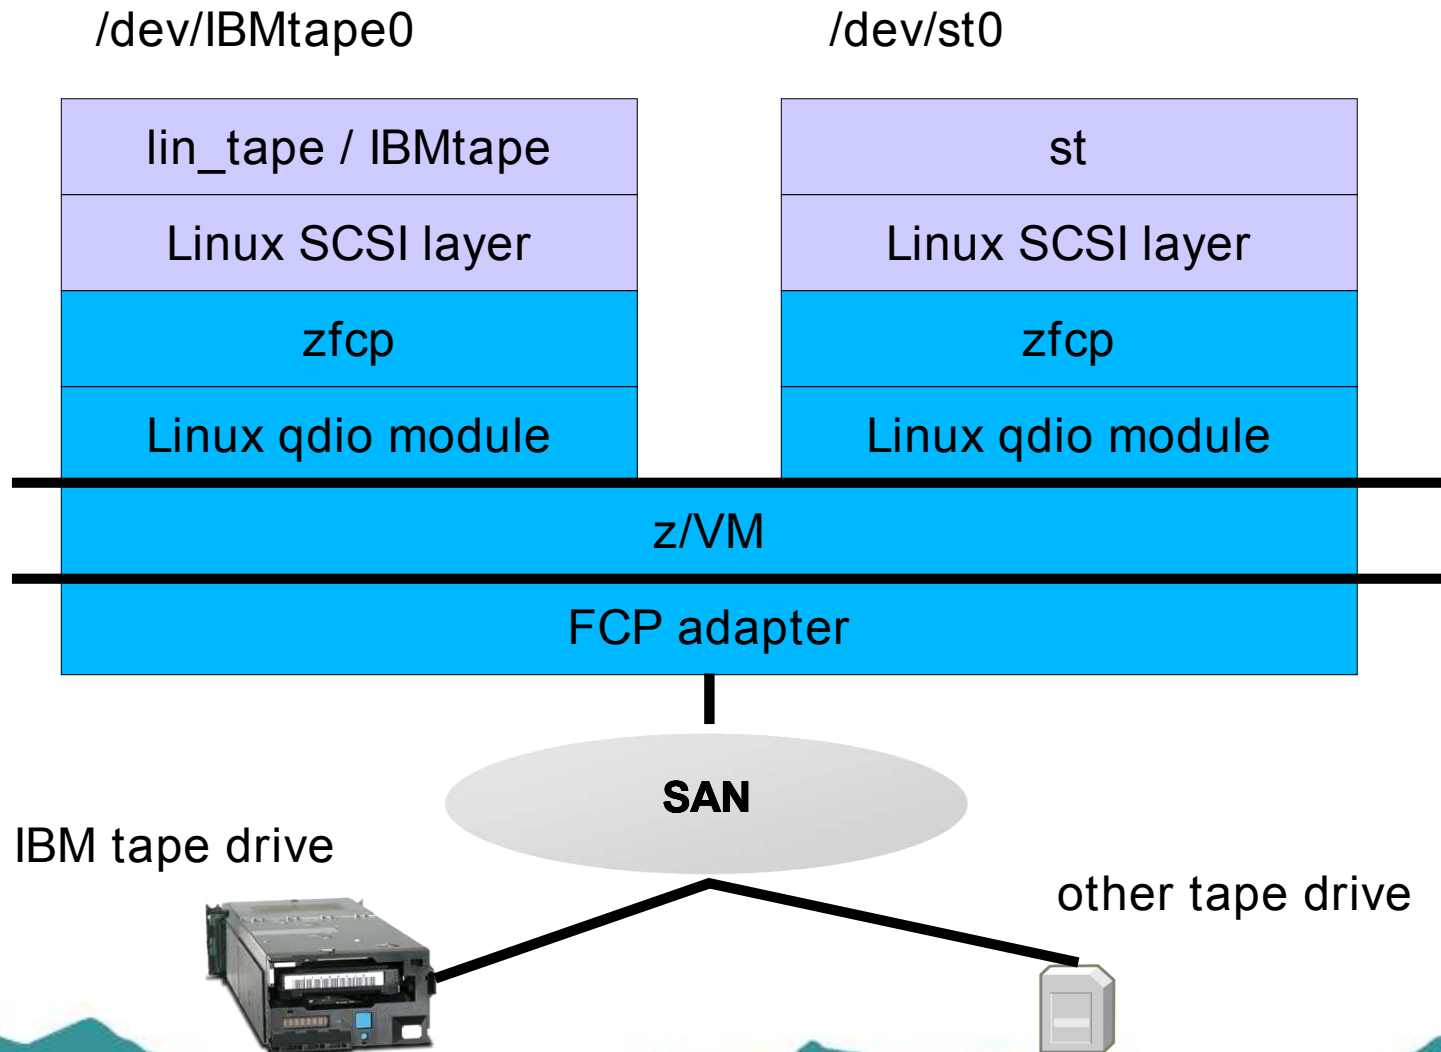 /dev/IBMtape0
/dev/st0
lin_tape / IBMtape
st
Linux SCSI layer
Linux SCSI layer
zfcp
zfcp
Linux qdio module
Linux qdio module
z/VM
FCP adapter
SAN
IBM tape drive
other tape drive